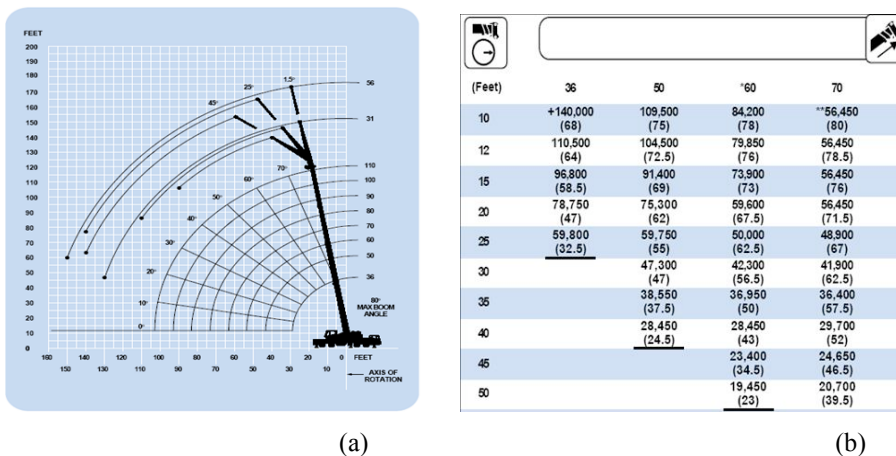 FEET
200
190
180
170
160
150
140
130
120
110
100
90
80
70
60
50
40
30
20
10
0
1.5°
25°
45°
56
31
110
100
90
80
70
60
50
36
70°
60°
50°
40°
30°
20°
10°
0°
80°
MAX BOOM
ANGLE
160 140 120 100 80 60 40 20 0 FEET
150 130 110 90 70 50 30 10
AXIS OF
ROTATION
(a)
(Feet) 36 50 *60 70
10 +140,000 109,500 84,200 **56,450
(68) (75) (78) (80)
12 110,500 104,500 79,850 56,450
(64) (72.5) (76) (78.5)
15 96,800 91,400 73,900 56,450
(58.5) (69) (73) (76)
20 78,750 75,300 59,600 56,450
(47) (62) (67.5) (71.5)
25 59,800 59,750 50,000 48,900
(32.5) (55) (62.5) (67)
30 47,300 42,300 41,900
(47) (56.5) (62.5)
35 38,550 36,950 36,400
(37.5) (50) (57.5)
40 28,450 28,450 29,700
(24.5) (43) (52)
45 23,400 24,650
(34.5) (46.5)
50 19,450 20,700
(23) (39.5)
(b)